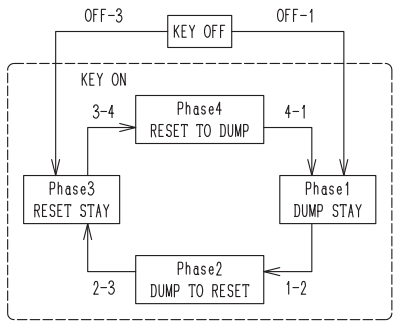 OFF-3
KEY OFF
OFF-1
KEY ON
3-4
Phase4
RESET TO DUMP
4-1
Phase3
RESET STAY
Phase1
DUMP STAY
2-3
Phase2
DUMP TO RESET
1-2